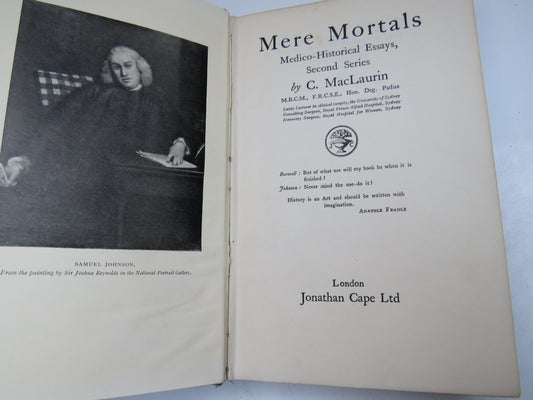 SAMUEL JOHNSON.
From the painting by Sir Joshua Reynolds in the National Portrait Gallery.
Mere Mortals
Medico-Historical Essays,
Second Series
by C. MacLaurin
M.B.C.M., F.R.C.S.E., Hon. Deg. Padua
Lately Lecturer in clinical surgery, the University of Sydney
Consulting Surgeon, Royal Prince Alfred Hospital, Sydney
Honorary Surgeon, Royal Hospital for Women, Sydney
Boswell: But of what use will my book be when it is
finished?
Johnson: Never mind the use—do it!
History is an Art and should be written with
imagination.
ANATOLE FRANCE
London
Jonathan Cape Ltd